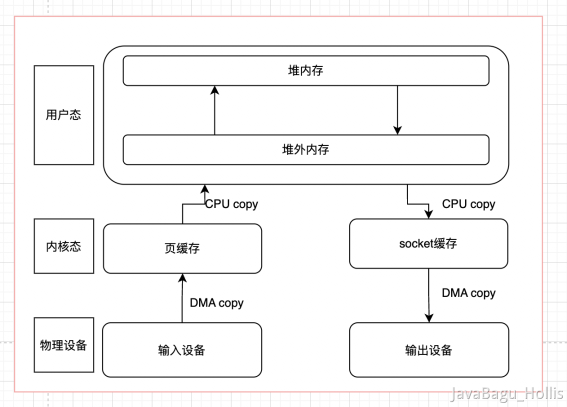 堆内存
用户态
堆外内存
CPU copy
CPU copy
内核态
页缓存
socket缓存
DMA copy
DMA copy
物理设备
输入设备
输出设备
JavaBagu_Hollis